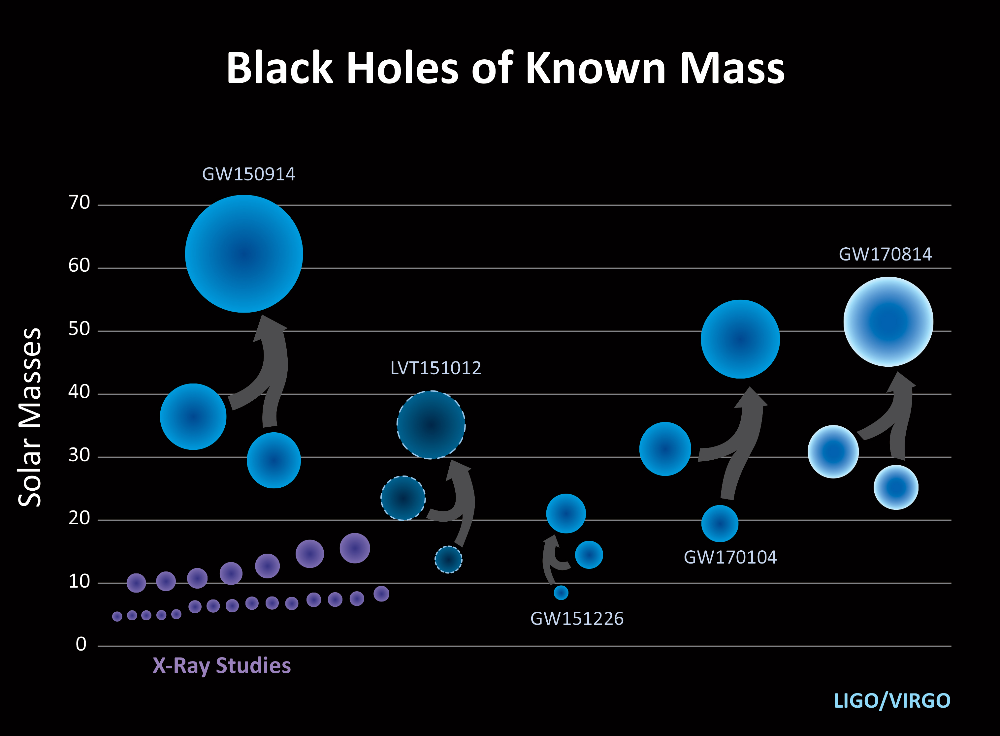 Black Holes of Known Mass
GW150914
70
GW170814
60
50
Solar Masses
LVT151012
40
30
20
GW170104
10
GW151226
0
X-Ray Studies
LIGO/VIRGO